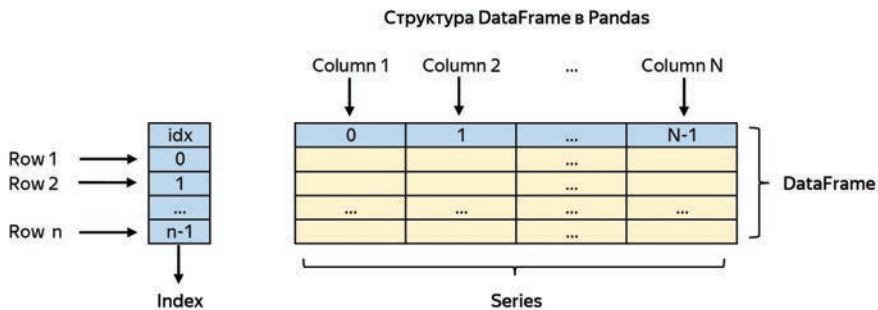 Структура DataFrame в Pandas
Column 1 Column 2 ... Column N
idx 0 1 ... N-1
Row 1 0 ...
Row 2 1 ...
... ... ... ... ...
Row n n-1 ...
DataFrame
Index Series